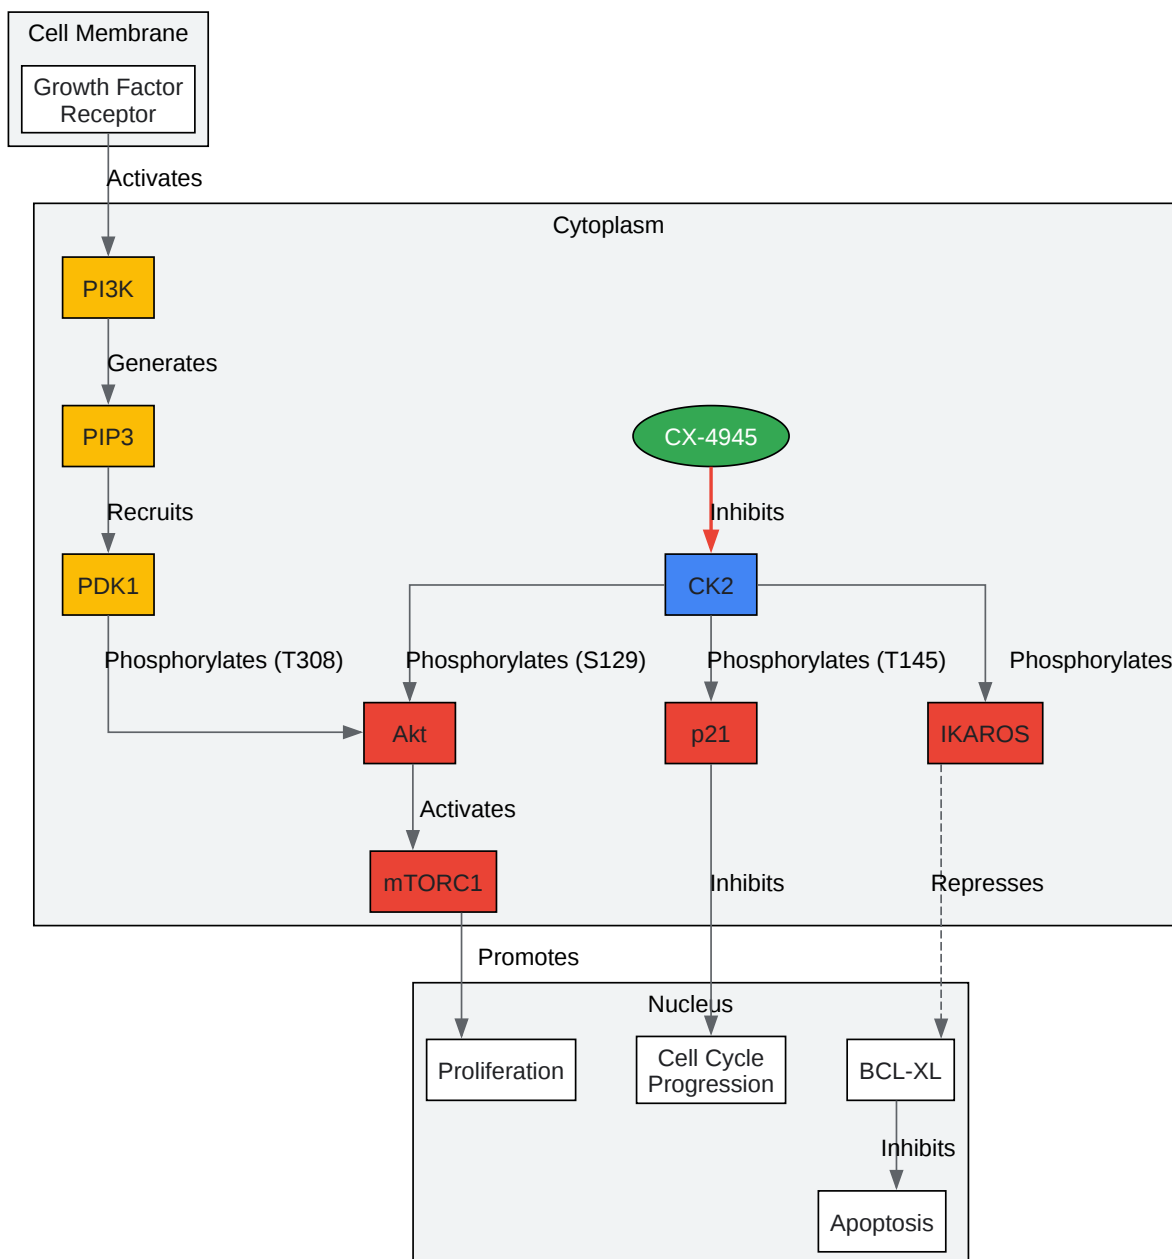 Cell Membrane
Growth Factor
Receptor
Activates
Cytoplasm
PI3K
Generates
PIP3
CX-4945
Recruits
Inhibits
PDK1
CK2
Phosphorylates (T308)
Phosphorylates (S129)
Phosphorylates (T145)
Phosphorylates
Akt
p21
IKAROS
Activates
mTORC1
Inhibits
Represses
Promotes
Nucleus
Proliferation
Cell Cycle
Progression
BCL-XL
Inhibits
Apoptosis